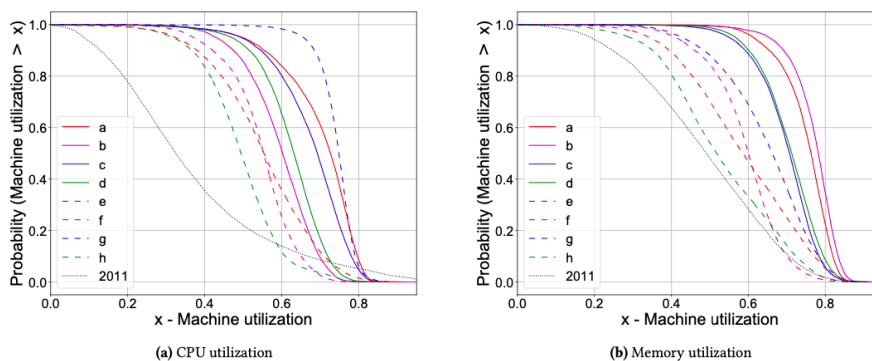 Probability (Machine utilization > x)
1.0
0.8
0.6
0.4
0.2
0.0
a
b
c
d
e
f
g
h
2011
0.0 0.2 0.4 0.6 0.8
x - Machine utilization
(a) CPU utilization
Probability (Machine utilization > x)
1.0
0.8
0.6
0.4
0.2
0.0
a
b
c
d
e
f
g
h
2011
0.0 0.2 0.4 0.6 0.8
x - Machine utilization
(b) Memory utilization